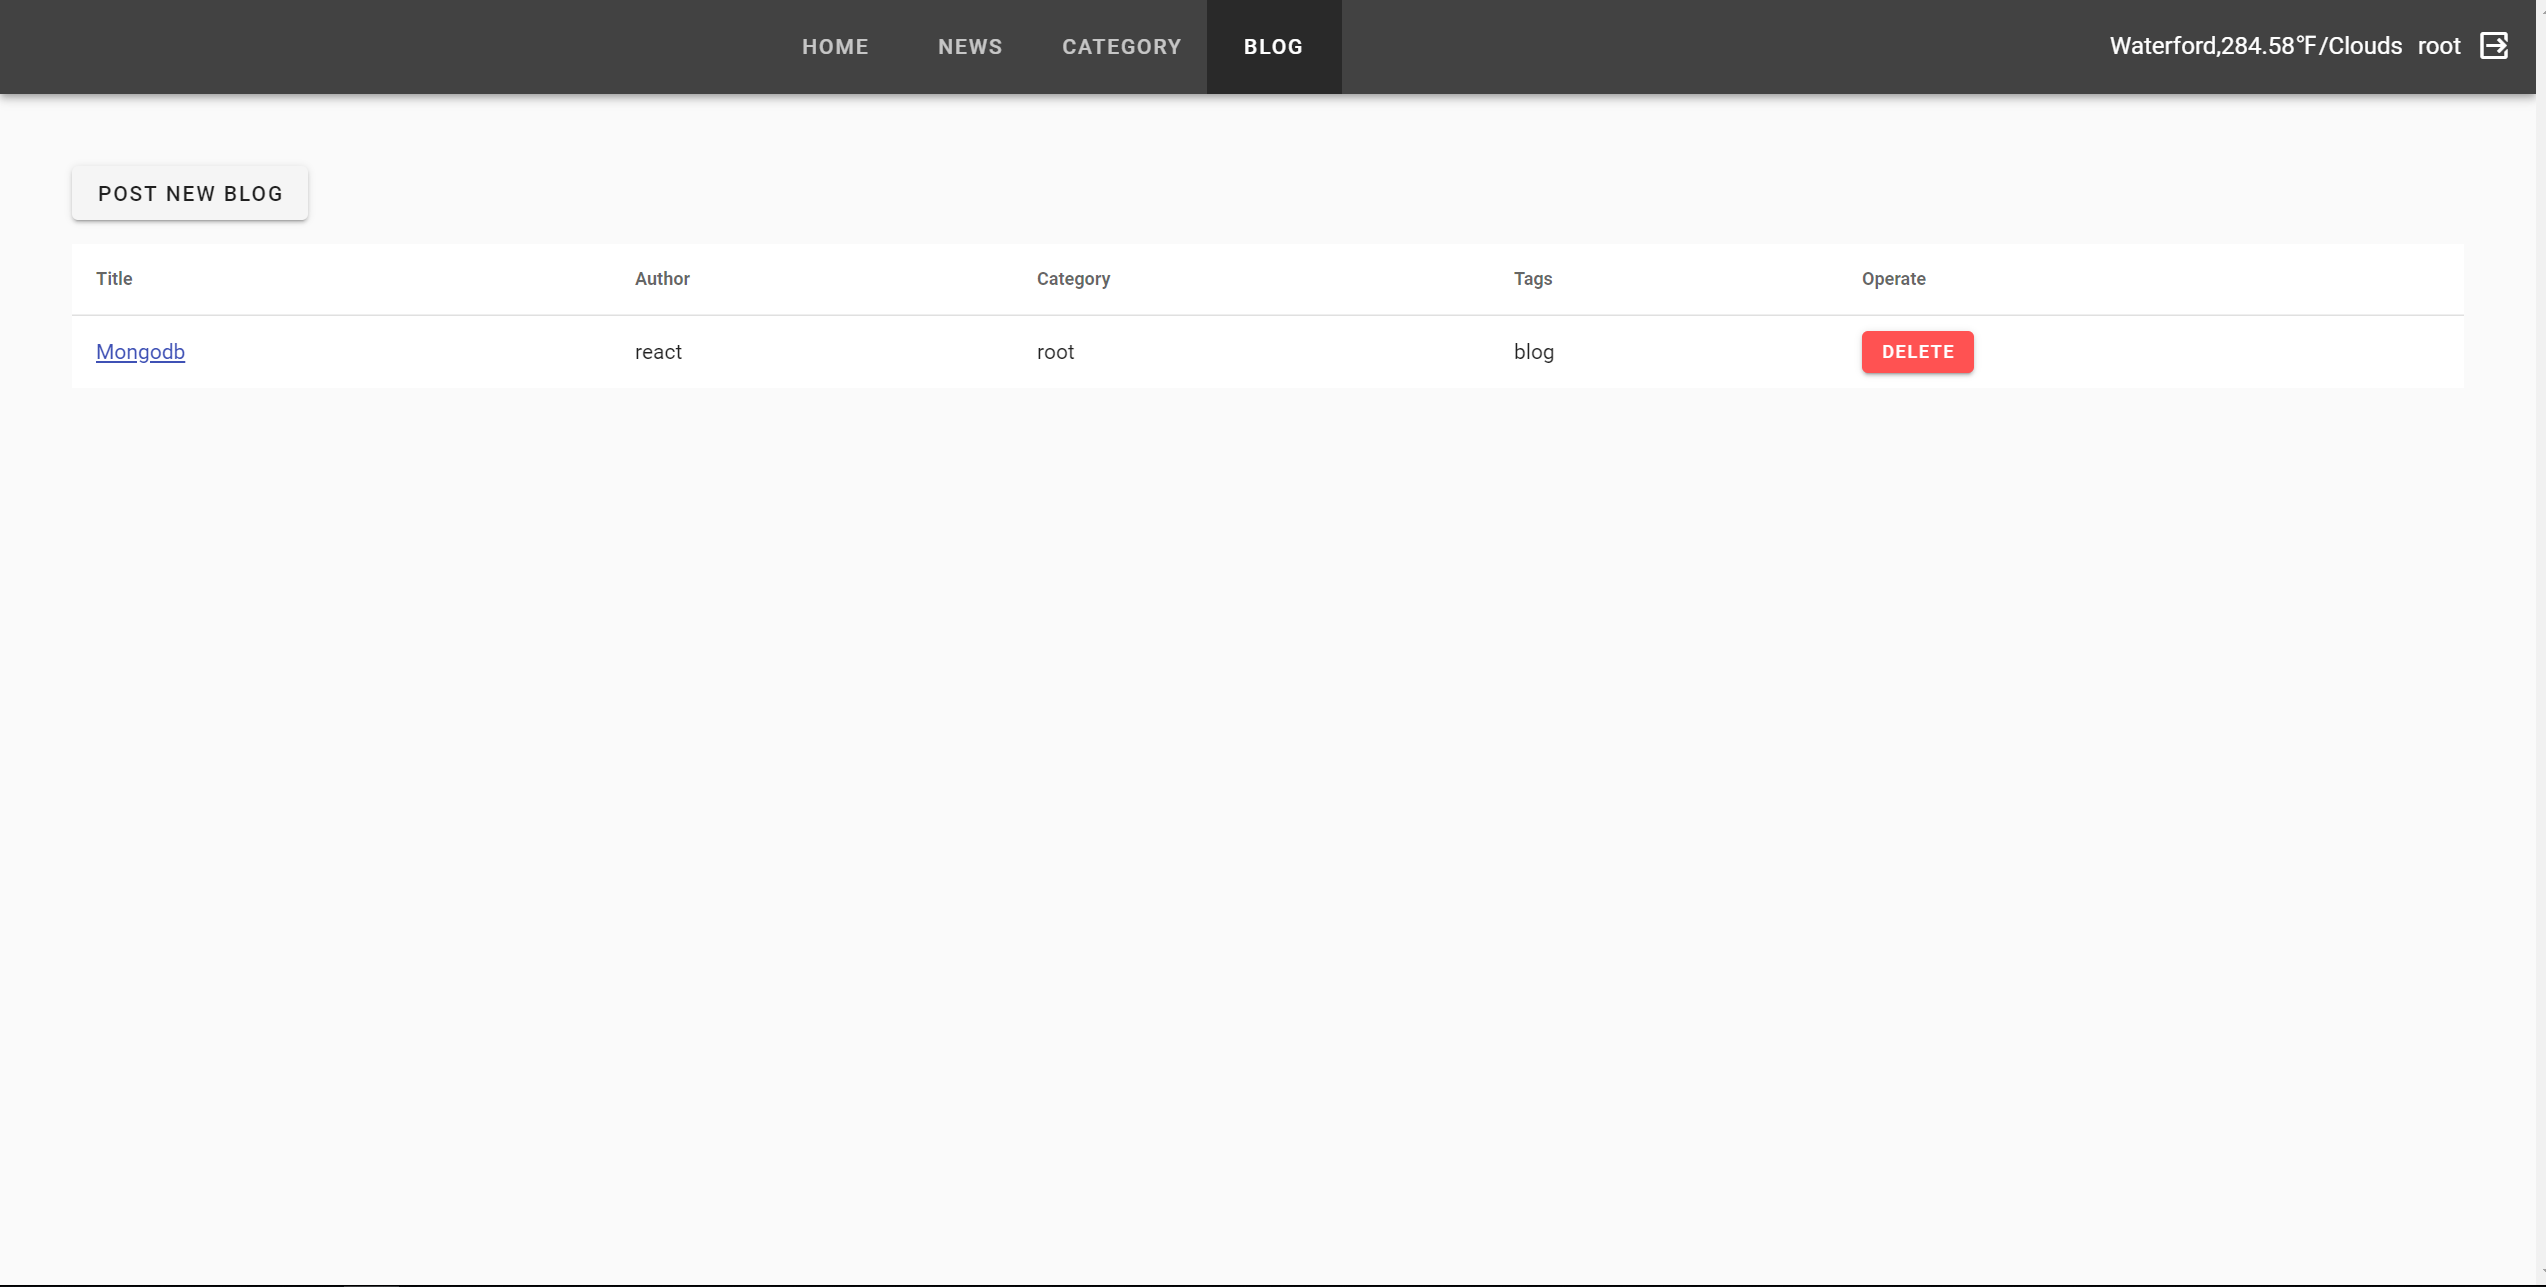 HOME NEWS CATEGORY BLOG Waterford,284.58℉/Clouds root
POST NEW BLOG
Title Author Category Tags Operate
Mongodb react root blog DELETE